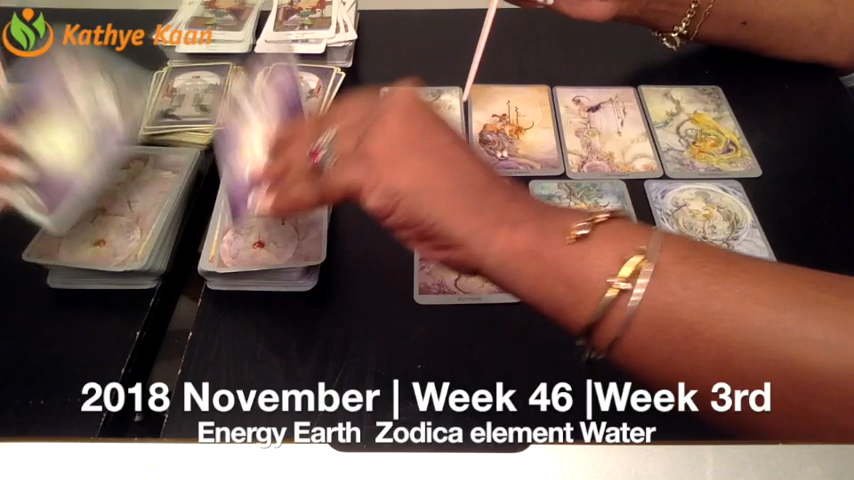 Kathye Kaan
2018 November | Week 46 |Week 3rd
Energy Earth Zodica element Water